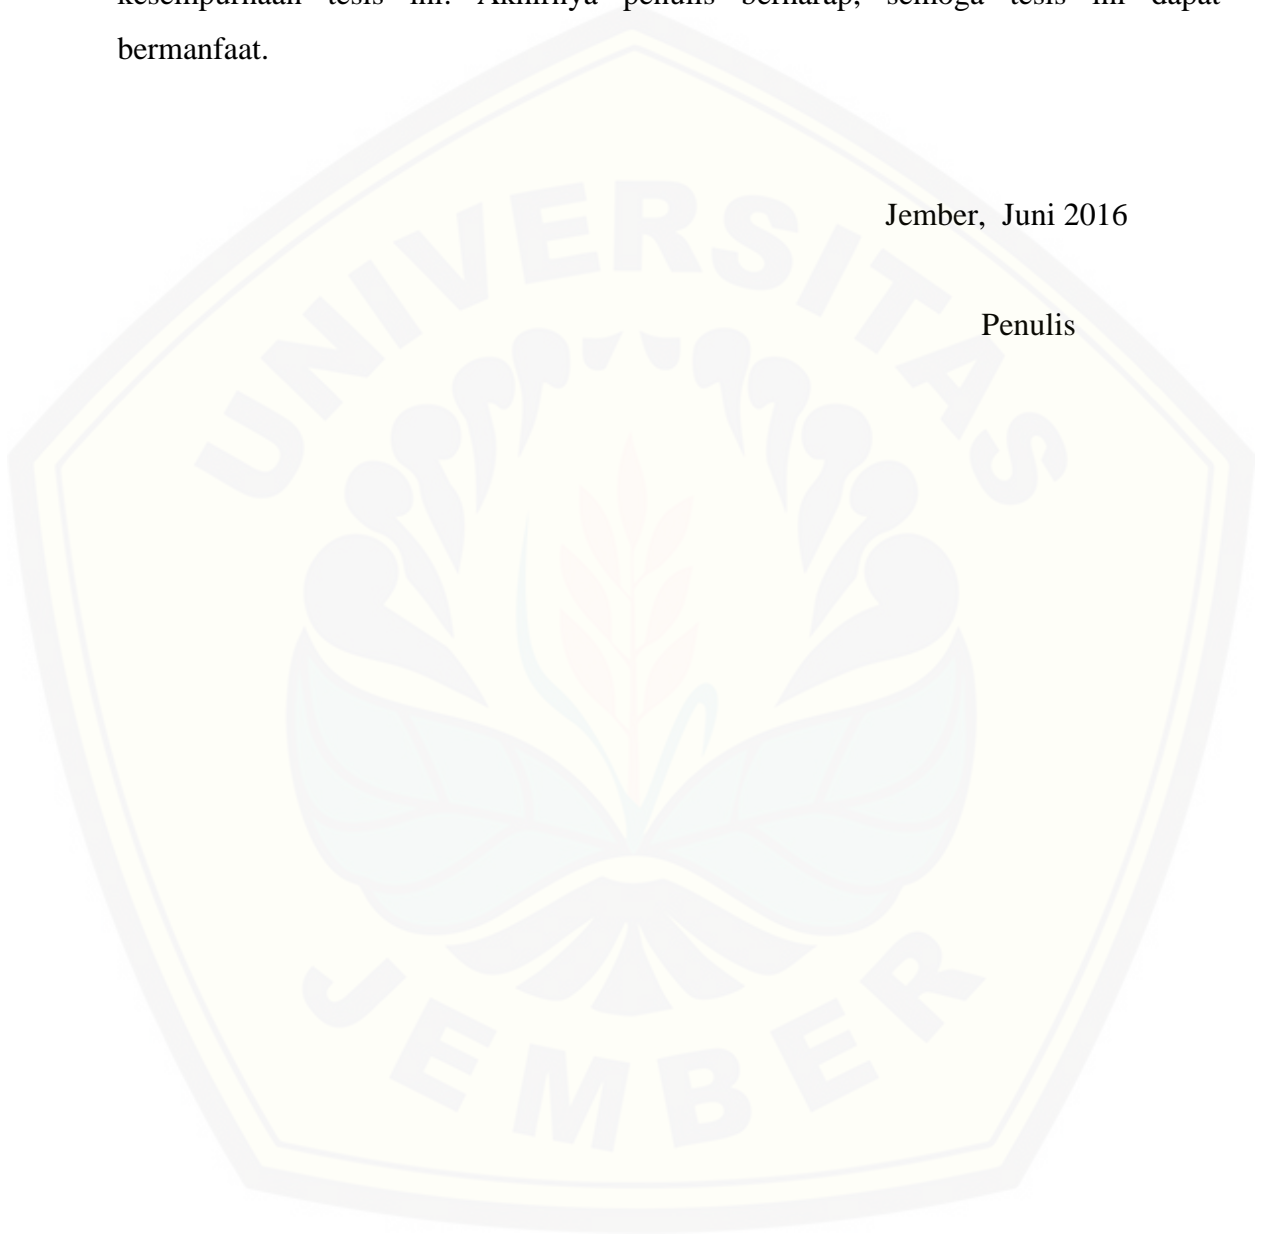 kesempurnaan tesis ini. Akhirnya penulis berharap, semoga tesis ini dapat
bermanfaat.
Jember, Juni 2016
Penulis
UNIVERSITAS
JEMBER